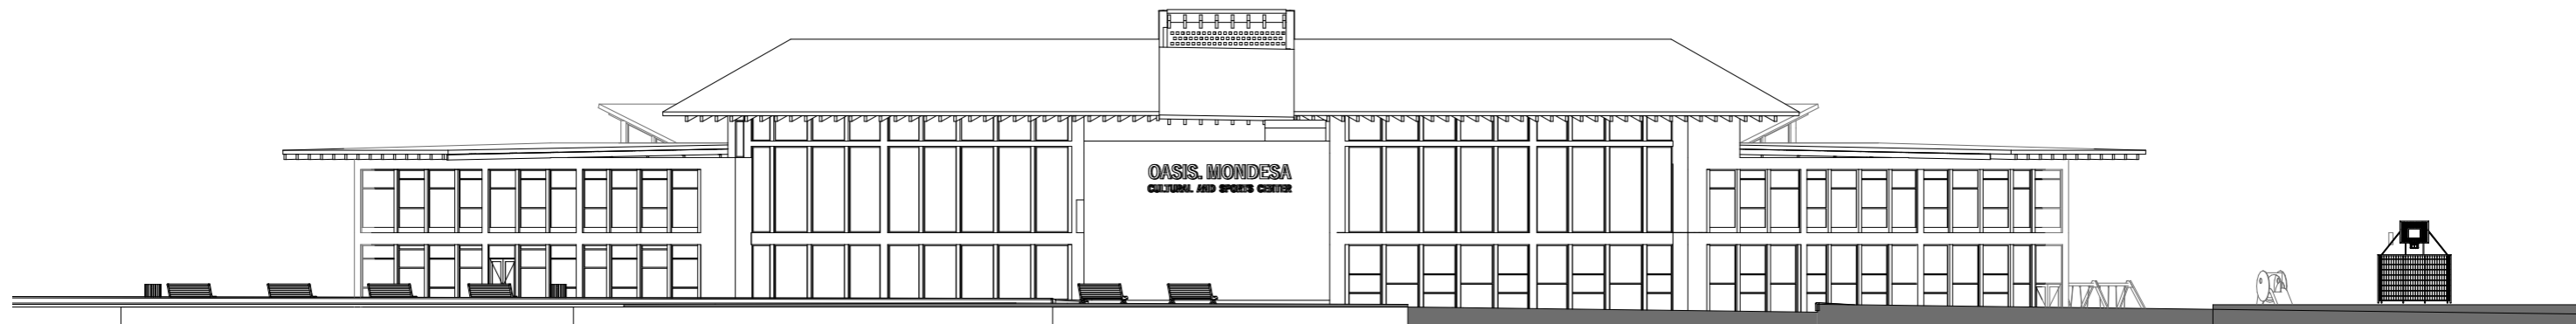 OASIS. MONDESA
CULTURAL AND SPORTS CENTER